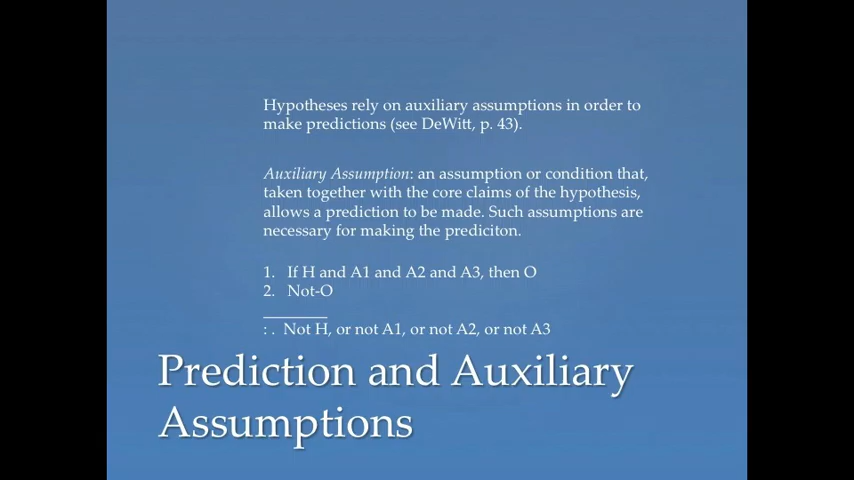 Hypotheses rely on auxiliary assumptions in order to
make predictions (see DeWitt, p. 43).
Auxiliary Assumption: an assumption or condition that,
taken together with the core claims of the hypothesis,
allows a prediction to be made. Such assumptions are
necessary for making the prediciton.
1. If H and A1 and A2 and A3, then O
2. Not-O
: . Not H, or not A1, or not A2, or not A3
Prediction and Auxiliary
Assumptions